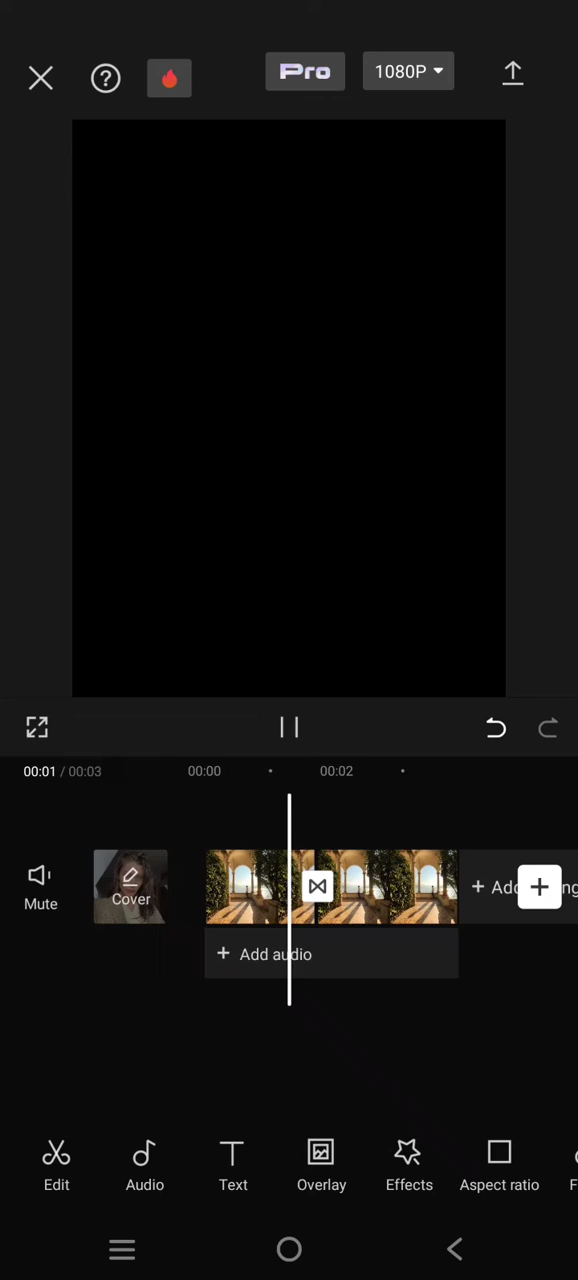 Pro
1080P
00:01 / 00:03
00:00
00:02
Mute
Cover
+ Add audio
Edit
Audio
Text
Overlay
Effects
Aspect ratio